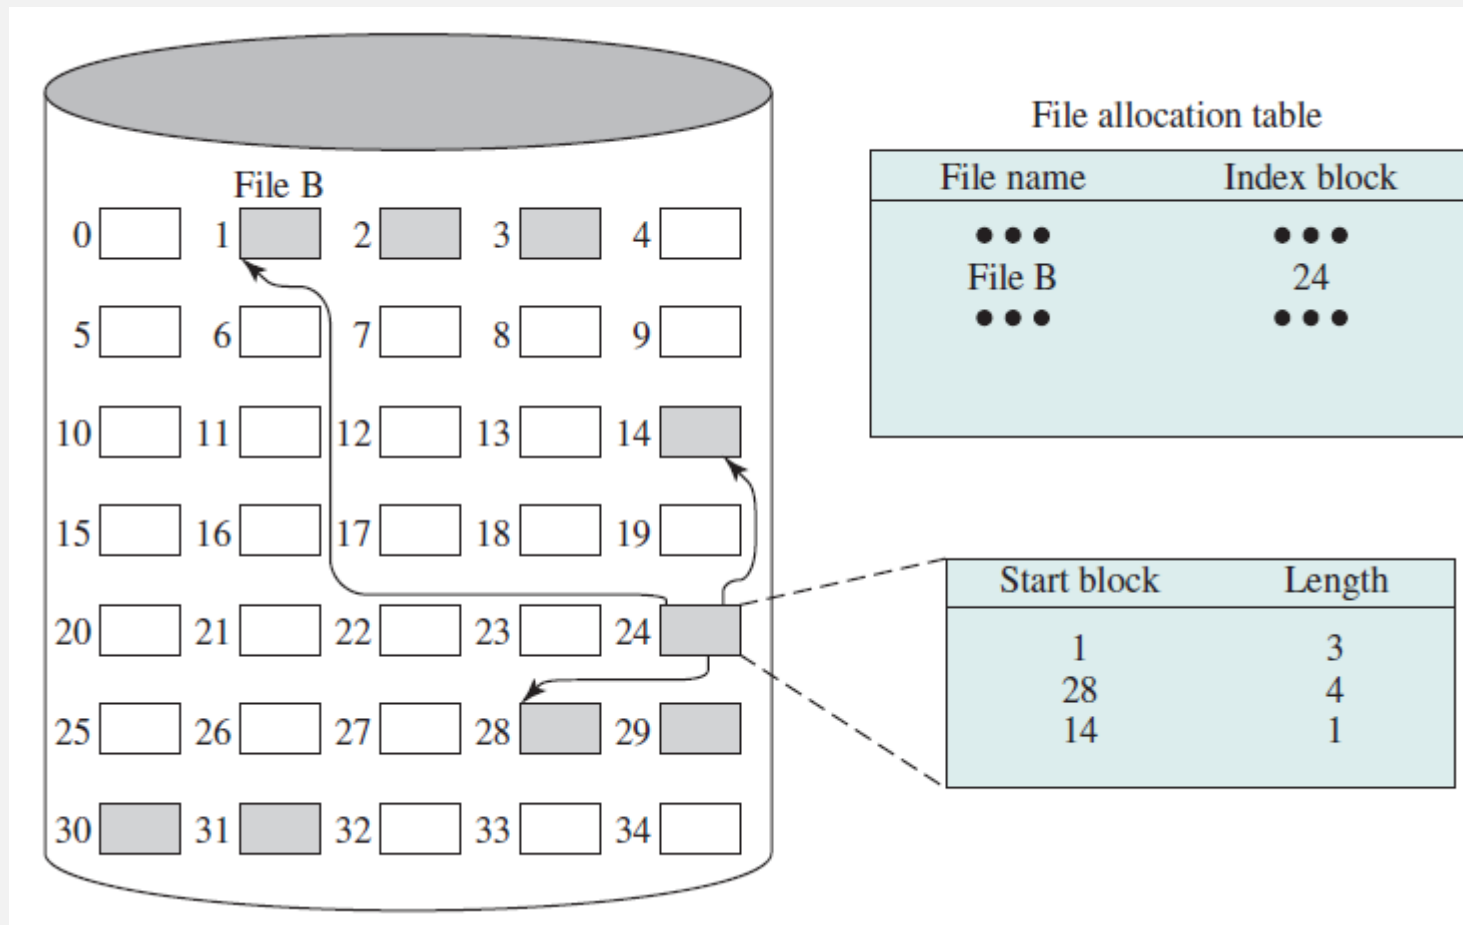 File B
0 1 2 3 4
5 6 7 8 9
10 11 12 13 14
15 16 17 18 19
20 21 22 23 24
25 26 27 28 29
30 31 32 33 34
File allocation table
File name Index block
••• •••
File B 24
••• •••
Start block Length
1 3
28 4
14 1